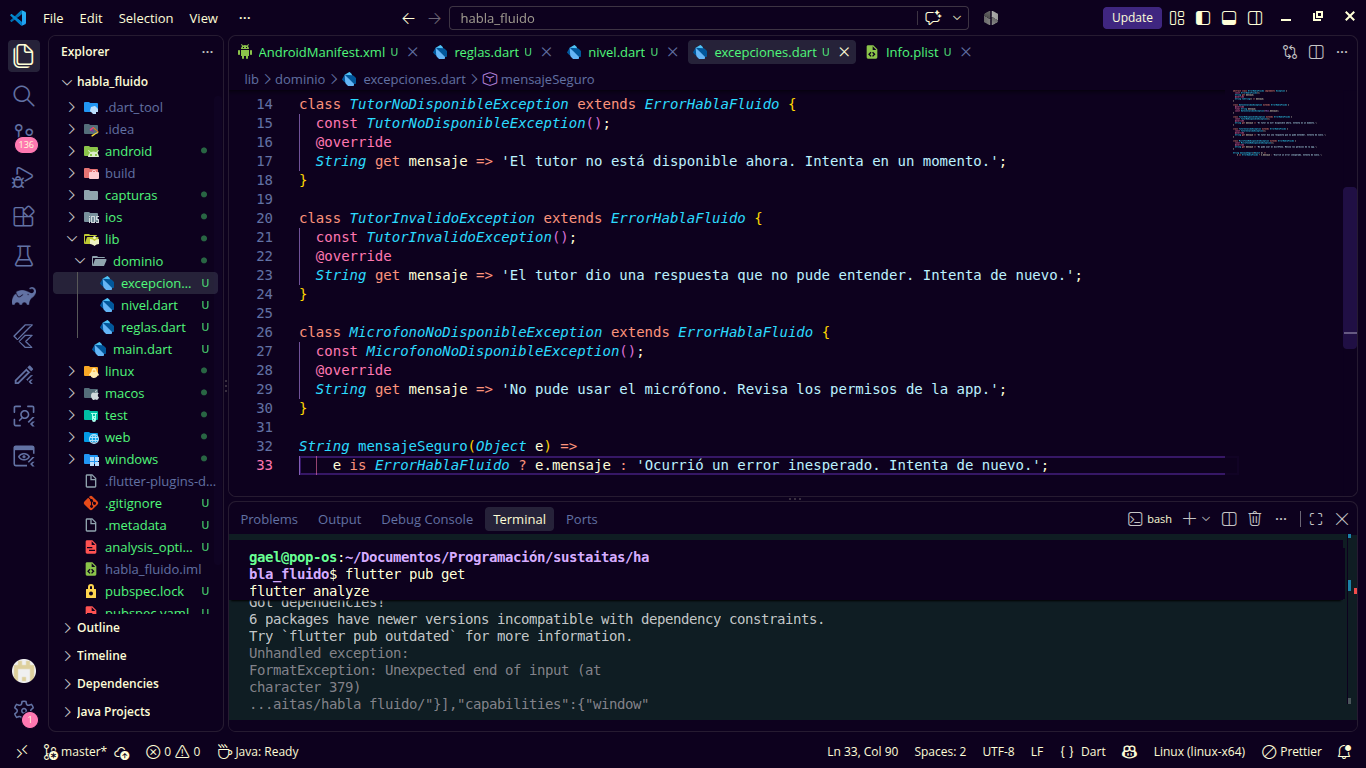 File Edit Selection View ··· habla_fluido Update
Explorer ···
habla_fluido
.dart_tool
.idea
android
build
capturas
ios
lib
dominio
excepcion... U
nivel.dart U
reglas.dart U
main.dart U
linux
macos
test
web
windows
.flutter-plugins-d...
.gitignore U
.metadata U
analysis_opti... U
habla_fluido.iml
pubspec.lock U
pubspec.yaml
Outline
Timeline
Dependencies
Java Projects
136
1
AndroidManifest.xml U reglas.dart U nivel.dart U excepciones.dart U Info.plist U
lib > dominio > excepciones.dart > mensajeSeguro
14 class TutorNoDisponibleException extends ErrorHablaFluido {
15 const TutorNoDisponibleException();
16 @override
17 String get mensaje => 'El tutor no está disponible ahora. Intenta en un momento.';
18 }
19
20 class TutorInvalidoException extends ErrorHablaFluido {
21 const TutorInvalidoException();
22 @override
23 String get mensaje => 'El tutor dio una respuesta que no pude entender. Intenta de nuevo.';
24 }
25
26 class MicrofonoNoDisponibleException extends ErrorHablaFluido {
27 const MicrofonoNoDisponibleException();
28 @override
29 String get mensaje => 'No pude usar el micrófono. Revisa los permisos de la app.';
30 }
31
32 String mensajeSeguro(Object e) =>
33 e is ErrorHablaFluido ? e.mensaje : 'Ocurrió un error inesperado. Intenta de nuevo.';
Problems Output Debug Console Terminal Ports bash
gael@pop-os:~/Documentos/Programación/sustaitas/ha
bla_fluido$ flutter pub get
flutter analyze
Got dependencies!
6 packages have newer versions incompatible with dependency constraints.
Try `flutter pub outdated` for more information.
Unhandled exception:
FormatException: Unexpected end of input (at
character 379)
...aitas/habla fluido/"}],"capabilities":{"window"
master* 0 0 Java: Ready Ln 33, Col 90 Spaces: 2 UTF-8 LF { } Dart Linux (linux-x64) Prettier